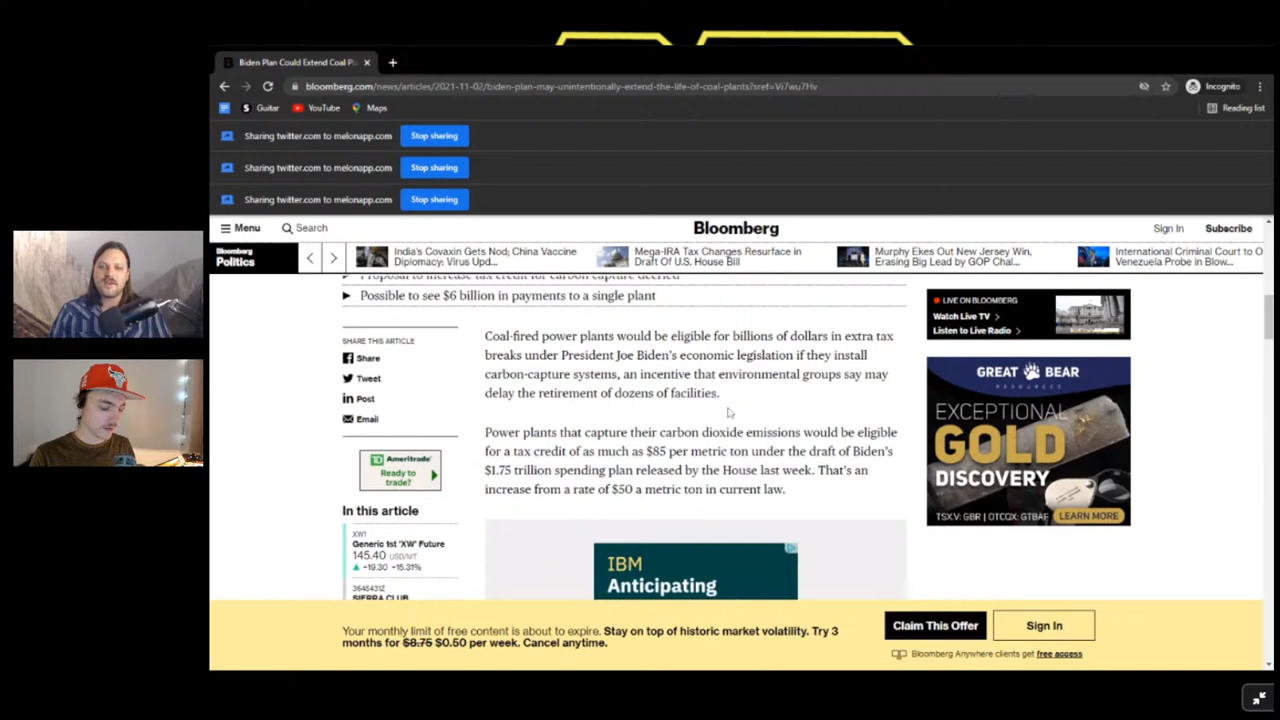 Biden Plan Could Extend Coal Pl
bloomberg.com/news/articles/2021-11-02/biden-plan-may-unintentionally-extend-the-life-of-coal-plants?sref=Vi7wu7Hv
Incognito
Guitar
YouTube
Maps
Reading list
Sharing twitter.com to melonapp.com
Stop sharing
Sharing twitter.com to melonapp.com
Stop sharing
Sharing twitter.com to melonapp.com
Stop sharing
Menu
Search
Bloomberg
Sign In
Subscribe
Bloomberg
Politics
India's Covaxin Gets Nod; China Vaccine
Diplomacy: Virus Upd...
Mega-IRA Tax Changes Resurface in
Draft Of U.S. House Bill
Murphy Ekes Out New Jersey Win,
Erasing Big Lead by GOP Chal...
International Criminal Court to O
Venezuela Probe in Blow...
Proposal to increase tax credit for carbon capture decried
Possible to see $6 billion in payments to a single plant
SHARE THIS ARTICLE
Share
Tweet
Post
Email
Ameritrade
Ready to
trade?
In this article
XW1
Generic 1st 'XW' Future
145.40 USD/MT
+19.30 +15.31%
3648431Z
SIERRA CLUB
Coal-fired power plants would be eligible for billions of dollars in extra tax
breaks under President Joe Biden's economic legislation if they install
carbon-capture systems, an incentive that environmental groups say may
delay the retirement of dozens of facilities.
Power plants that capture their carbon dioxide emissions would be eligible
for a tax credit of as much as $85 per metric ton under the draft of Biden's
$1.75 trillion spending plan released by the House last week. That's an
increase from a rate of $50 a metric ton in current law.
IBM
Anticipating
LIVE ON BLOOMBERG
Watch Live TV
Listen to Live Radio
GREAT BEAR
RESOURCES
EXCEPTIONAL
GOLD
DISCOVERY
TSX.V: GBR | OTCQX: GTBAF
LEARN MORE
Your monthly limit of free content is about to expire. Stay on top of historic market volatility. Try 3
months for $8.75 $0.50 per week. Cancel anytime.
Claim This Offer
Sign In
Bloomberg Anywhere clients get free access